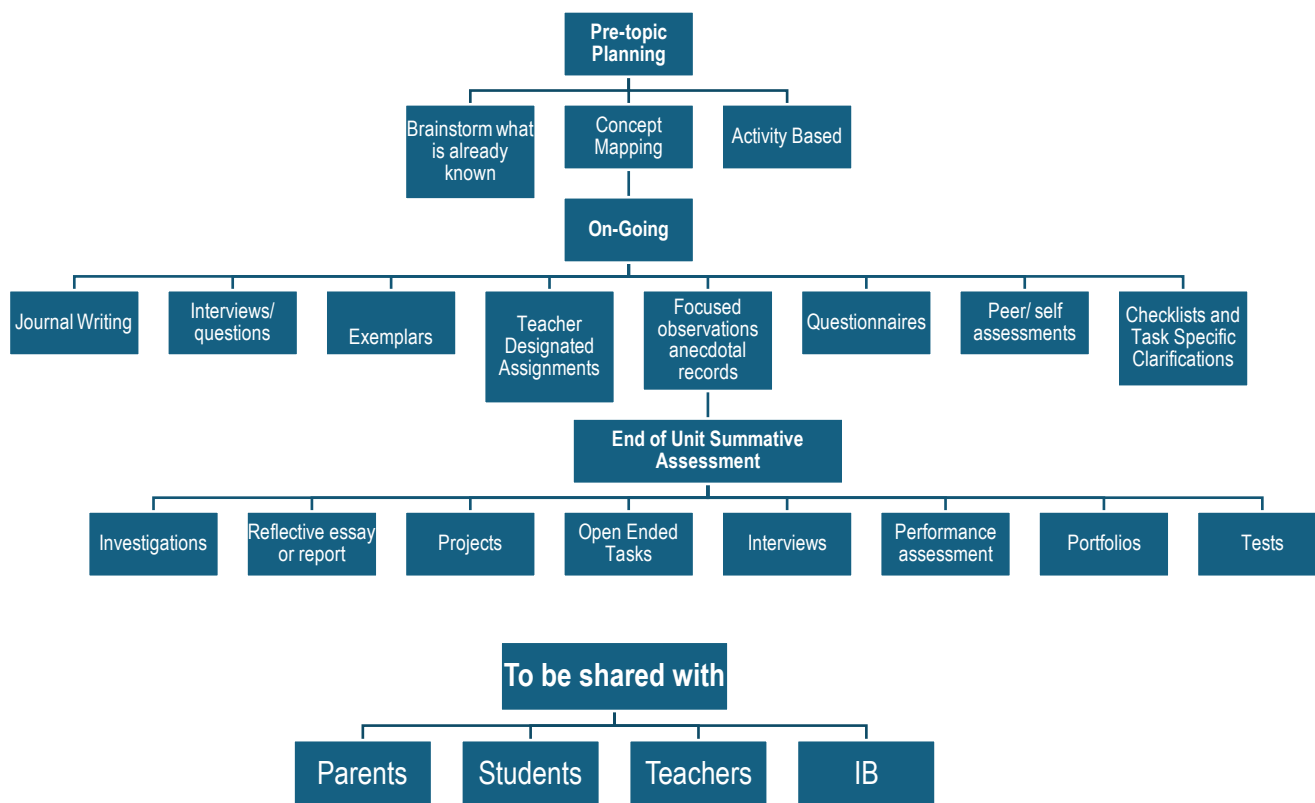 Pre-topic
Planning
Brainstorm what
is already
known
Concept
Mapping
Activity Based
On-Going
Journal Writing
Interviews/
questions
Exemplars
Teacher
Designated
Assignments
Focused
observations
anecdotal
records
Questionnaires
Peer/ self
assessments
Checklists and
Task Specific
Clarifications
End of Unit Summative
Assessment
Investigations
Reflective essay
or report
Projects
Open Ended
Tasks
Interviews
Performance
assessment
Portfolios
Tests
To be shared with
Parents
Students
Teachers
IB